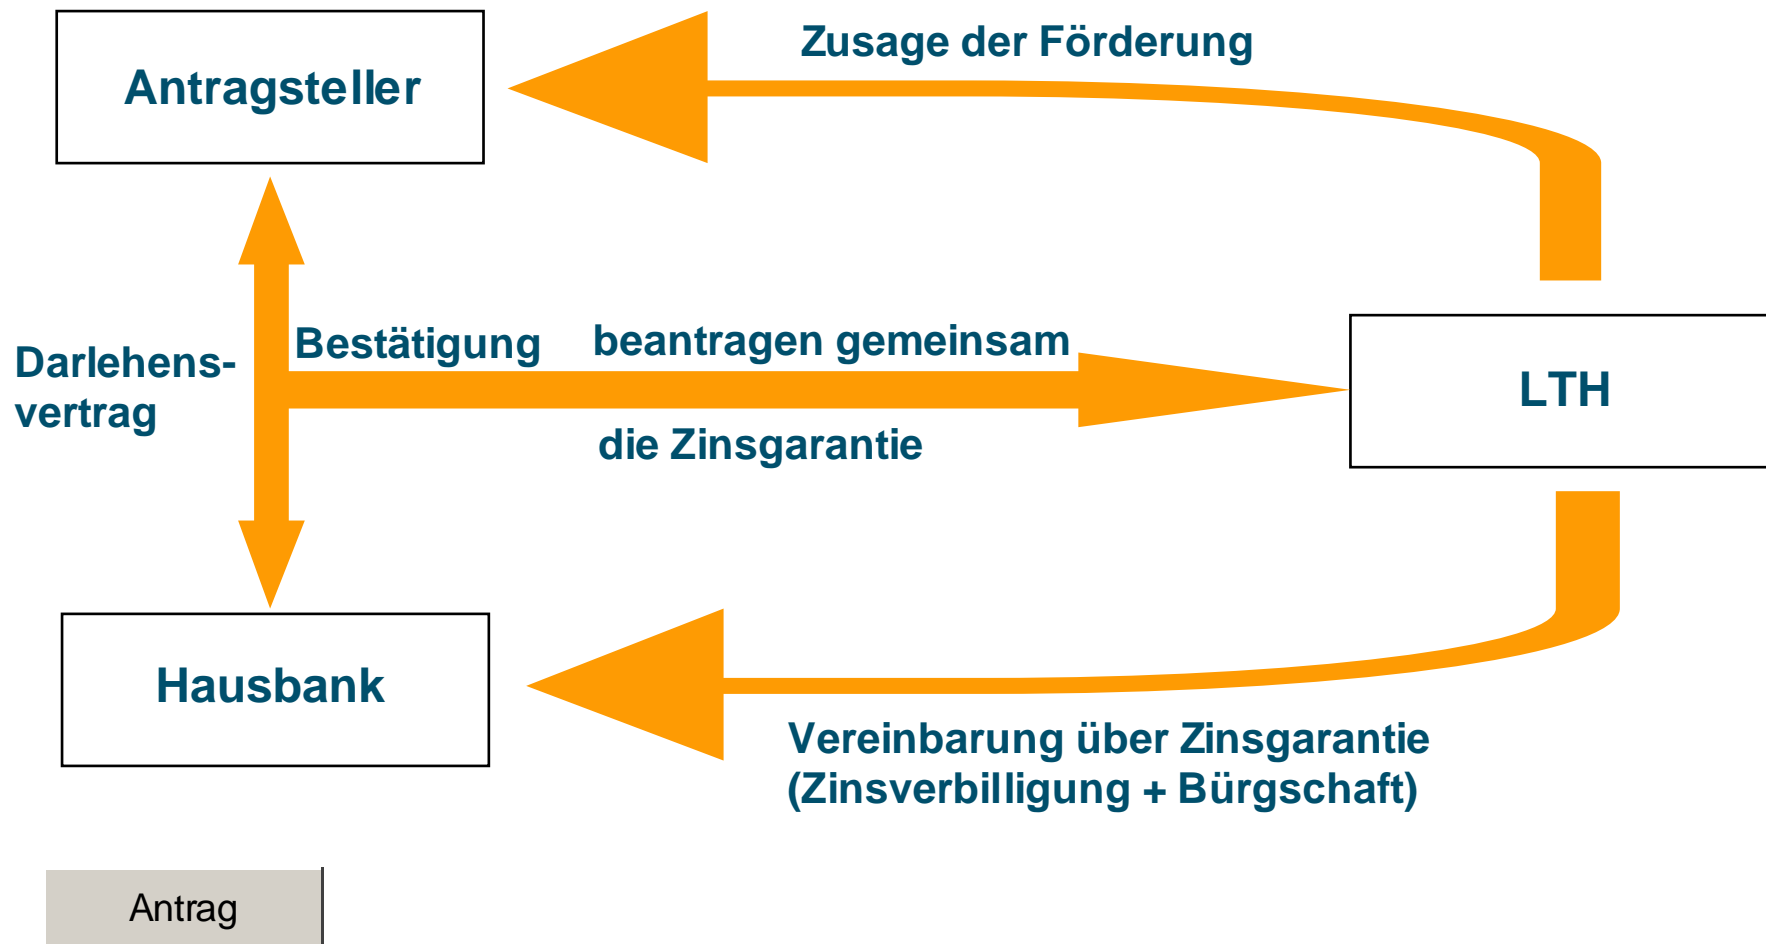 Zusage der Förderung
Antragsteller
Bestätigung beantragen gemeinsam
Darlehens-
vertrag
LTH
die Zinsgarantie
Hausbank
Vereinbarung über Zinsgarantie
(Zinsverbilligung + Bürgschaft)
Antrag